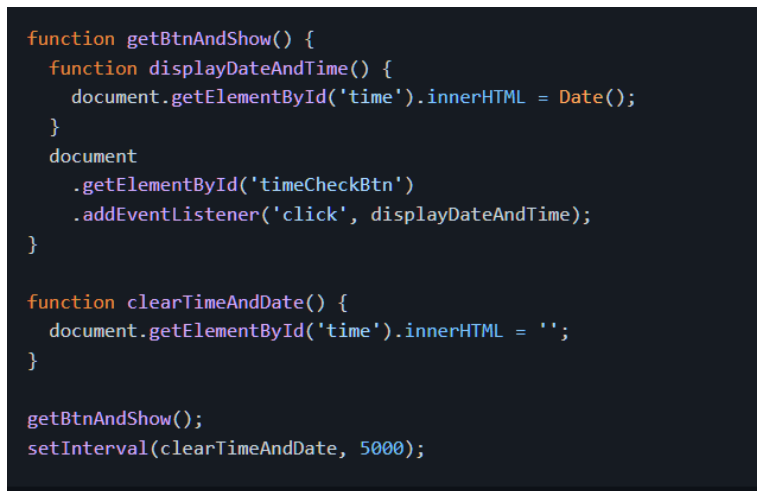 function getBtnAndShow() {
  function displayDateAndTime() {
    document.getElementById('time').innerHTML = Date();
  }
  document
    .getElementById('timeCheckBtn')
    .addEventListener('click', displayDateAndTime);
}

function clearTimeAndDate() {
  document.getElementById('time').innerHTML = '';
}

getBtnAndShow();
setInterval(clearTimeAndDate, 5000);